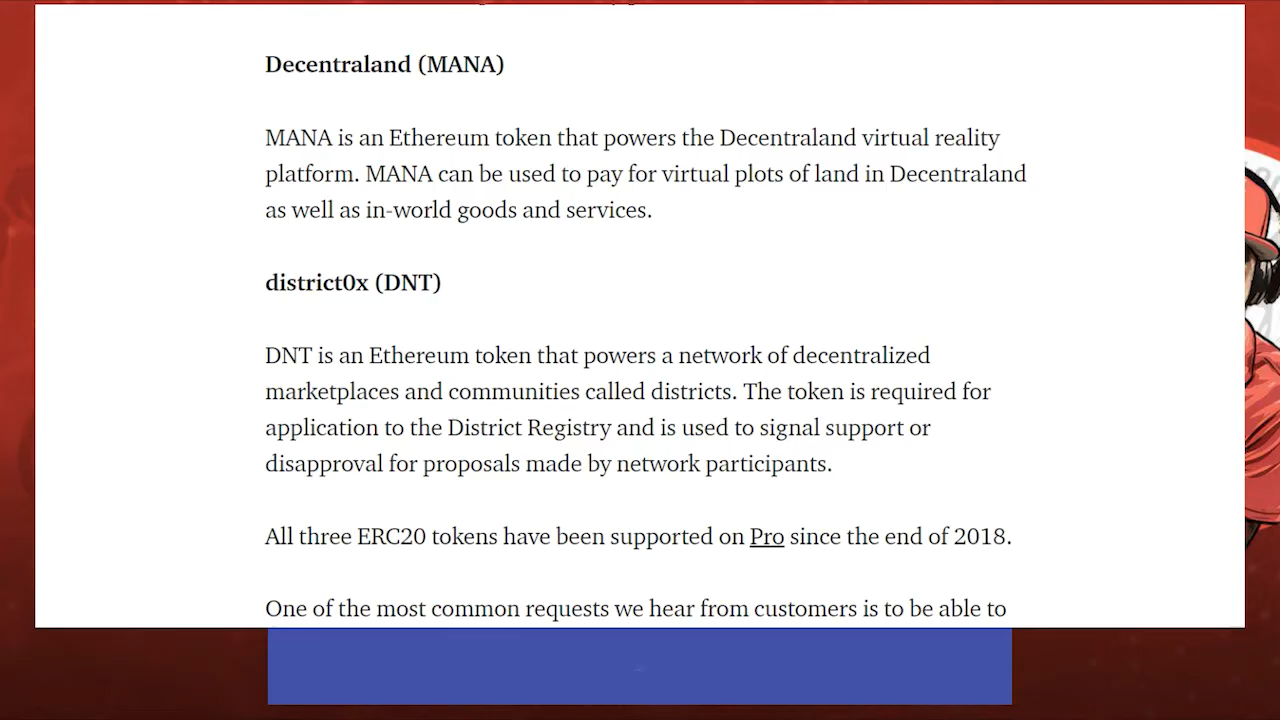 Decentraland (MANA)
MANA is an Ethereum token that powers the Decentraland virtual reality
platform. MANA can be used to pay for virtual plots of land in Decentraland
as well as in-world goods and services.
district0x (DNT)
DNT is an Ethereum token that powers a network of decentralized
marketplaces and communities called districts. The token is required for
application to the District Registry and is used to signal support or
disapproval for proposals made by network participants.
All three ERC20 tokens have been supported on Pro since the end of 2018.
One of the most common requests we hear from customers is to be able to